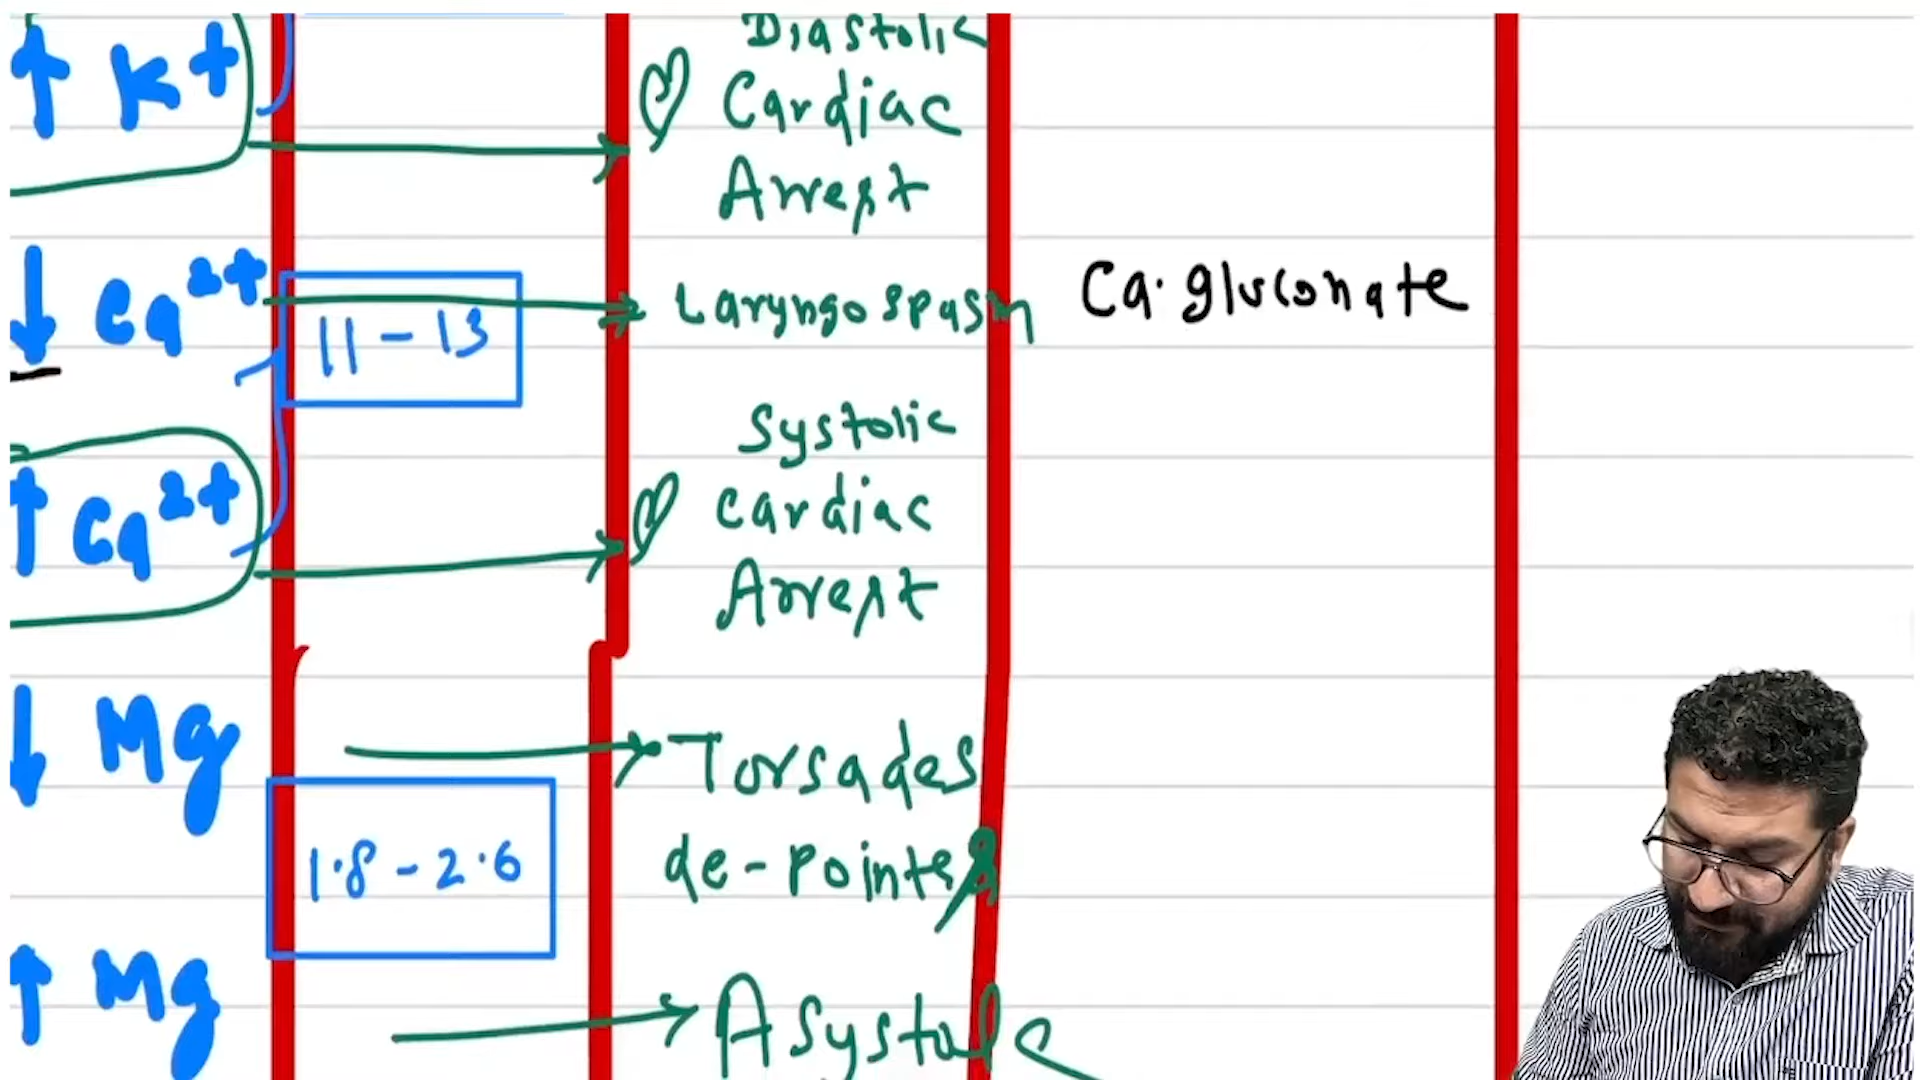 Diastolic
↑ K+ Cardiac
Arrest
↓ Ca²⁺ 11 - 13 Laryngospasm Ca. gluconate
Systolic
↑ Ca²⁺ Cardiac
Arrest
↓ Mg Torsades
1.8 - 2.6 de-pointes
↑ Mg Asystole